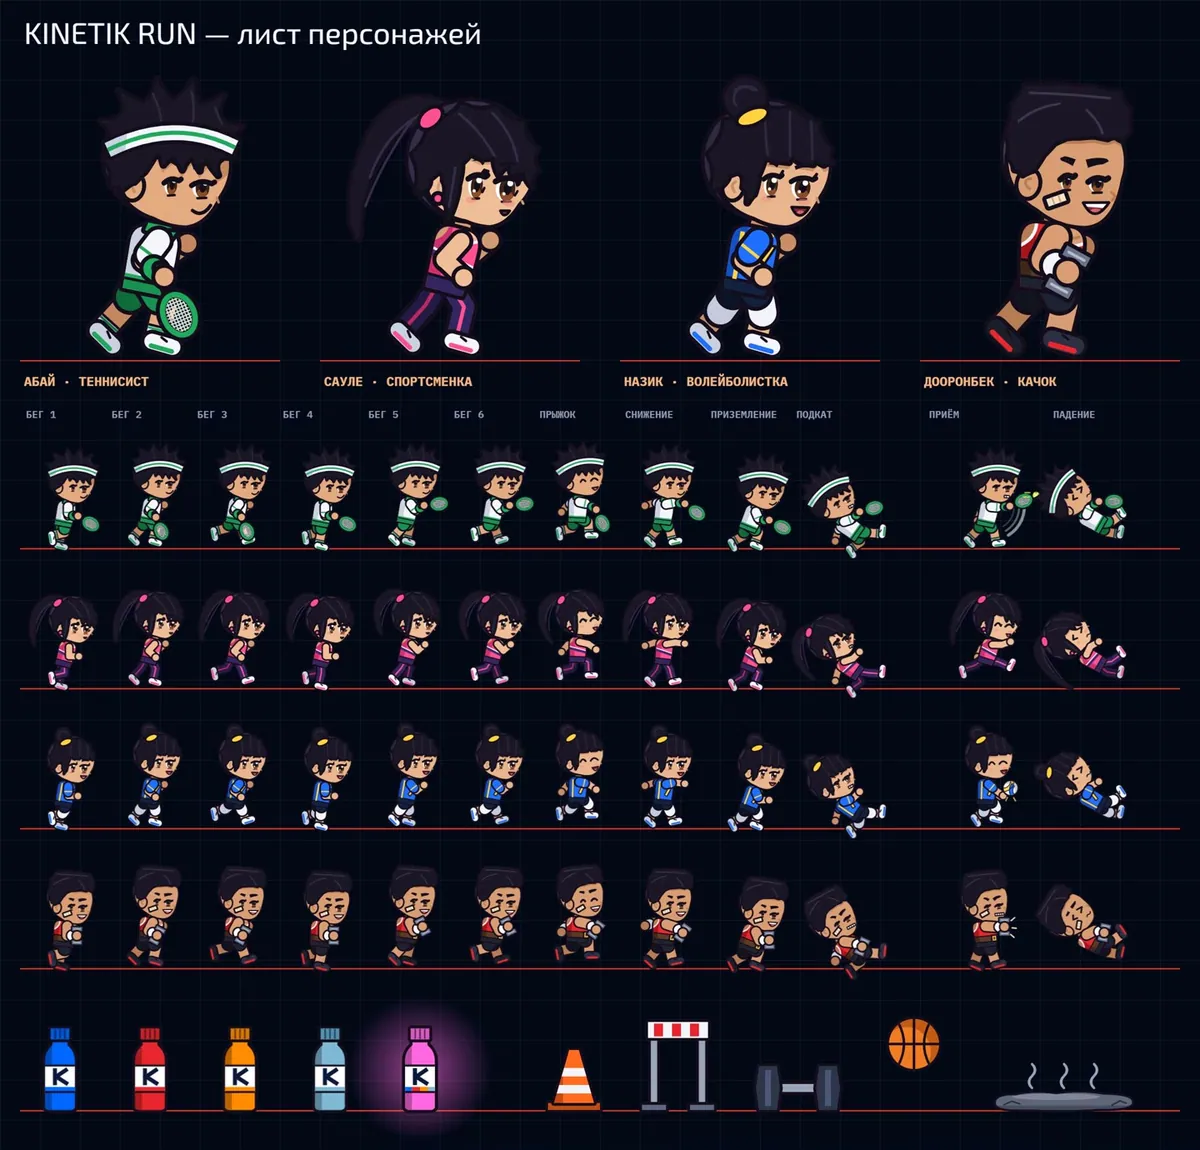 KINETIK RUN — лист персонажей
АБАЙ · ТЕННИСИСТ
САУЛЕ · СПОРТСМЕНКА
НАЗИК · ВОЛЕЙБОЛИСТКА
ДООРОНБЕК · КАЧОК
БЕГ 1
БЕГ 2
БЕГ 3
БЕГ 4
БЕГ 5
БЕГ 6
ПРЫЖОК
СНИЖЕНИЕ
ПРИЗЕМЛЕНИЕ
ПОДКАТ
ПРИЁМ
ПАДЕНИЕ
K
K
K
K
K